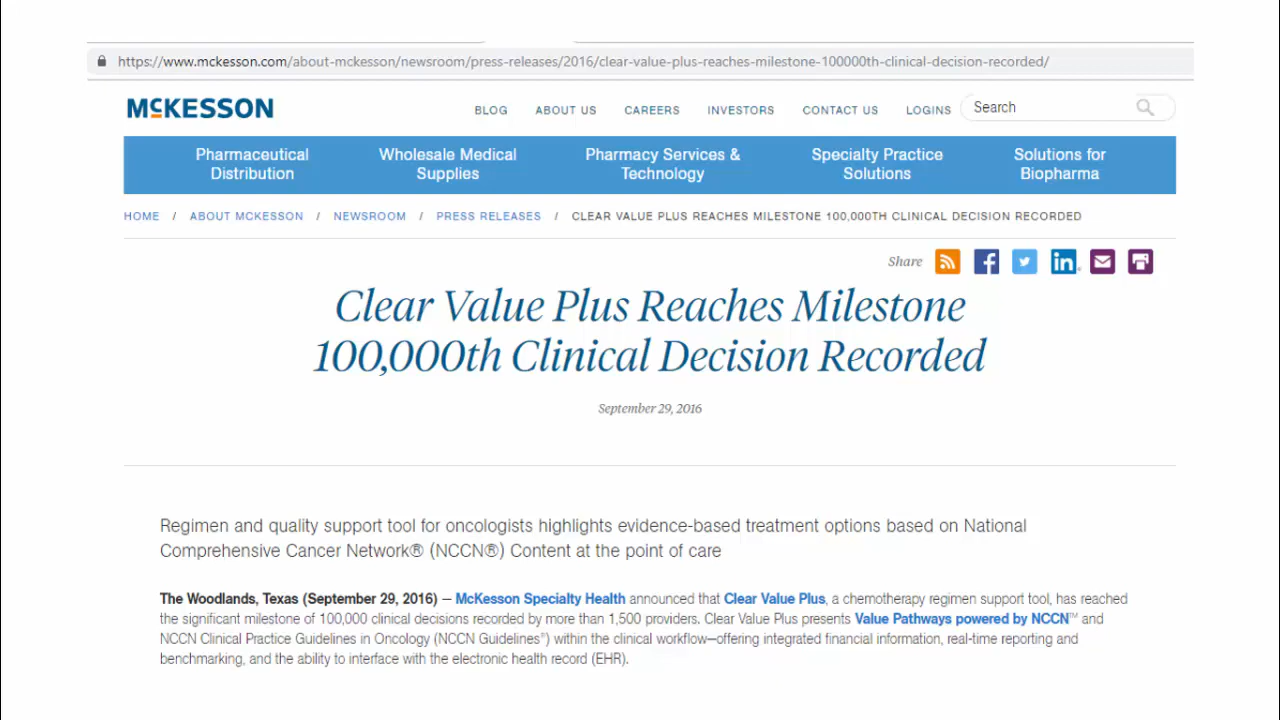 https://www.mckesson.com/about-mckesson/newsroom/press-releases/2016/clear-value-plus-reaches-milestone-100000th-clinical-decision-recorded/
MCKESSON
BLOG ABOUT US CAREERS INVESTORS CONTACT US LOGINS Search
Pharmaceutical Distribution
Wholesale Medical Supplies
Pharmacy Services & Technology
Specialty Practice Solutions
Solutions for Biopharma
HOME / ABOUT MCKESSON / NEWSROOM / PRESS RELEASES / CLEAR VALUE PLUS REACHES MILESTONE 100,000TH CLINICAL DECISION RECORDED
Share
Clear Value Plus Reaches Milestone
100,000th Clinical Decision Recorded
September 29, 2016
Regimen and quality support tool for oncologists highlights evidence-based treatment options based on National
Comprehensive Cancer Network® (NCCN®) Content at the point of care
The Woodlands, Texas (September 29, 2016) – McKesson Specialty Health announced that Clear Value Plus, a chemotherapy regimen support tool, has reached
the significant milestone of 100,000 clinical decisions recorded by more than 1,500 providers. Clear Value Plus presents Value Pathways powered by NCCN™ and
NCCN Clinical Practice Guidelines in Oncology (NCCN Guidelines®) within the clinical workflow—offering integrated financial information, real-time reporting and
benchmarking, and the ability to interface with the electronic health record (EHR).